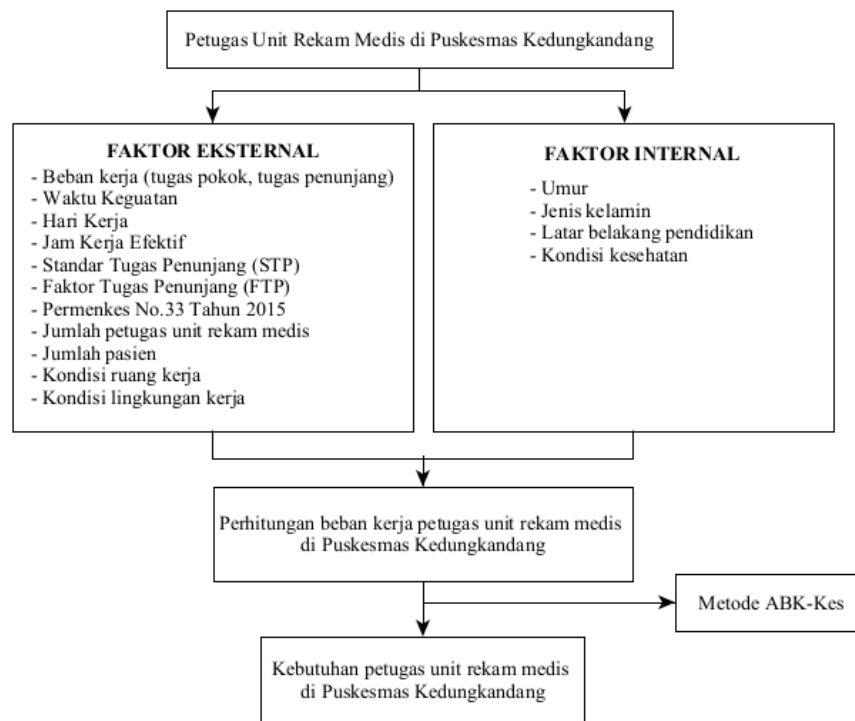 Petugas Unit Rekam Medis di Puskesmas Kedungkandang
FAKTOR EKSTERNAL
- Beban kerja (tugas pokok, tugas penunjang)
- Waktu Keguatan
- Hari Kerja
- Jam Kerja Efektif
- Standar Tugas Penunjang (STP)
- Faktor Tugas Penunjang (FTP)
- Permenkes No.33 Tahun 2015
- Jumlah petugas unit rekam medis
- Jumlah pasien
- Kondisi ruang kerja
- Kondisi lingkungan kerja
FAKTOR INTERNAL
- Umur
- Jenis kelamin
- Latar belakang pendidikan
- Kondisi kesehatan
Perhitungan beban kerja petugas unit rekam medis
di Puskesmas Kedungkandang
Metode ABK-Kes
Kebutuhan petugas unit rekam medis
di Puskesmas Kedungkandang